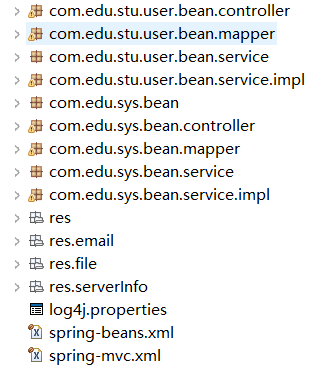 com.edu.stu.user.bean.controller
com.edu.stu.user.bean.mapper
com.edu.stu.user.bean.service
com.edu.stu.user.bean.service.impl
com.edu.sys.bean
com.edu.sys.bean.controller
com.edu.sys.bean.mapper
com.edu.sys.bean.service
com.edu.sys.bean.service.impl
res
res.email
res.file
res.serverInfo
log4j.properties
spring-beans.xml
spring-mvc.xml